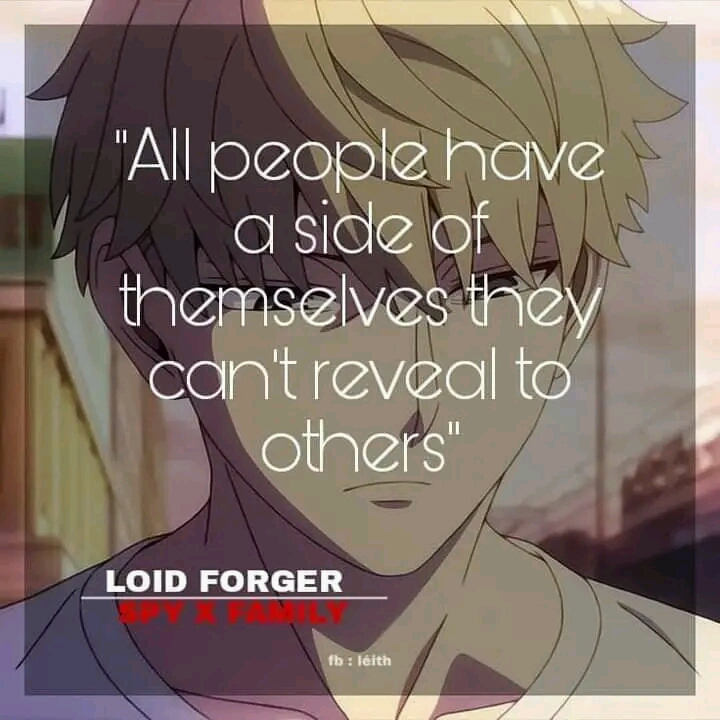 "All people have
a side of
themselves they
can't reveal to
others"
LOID FORGER
SPY X FAMILY
fb : léith